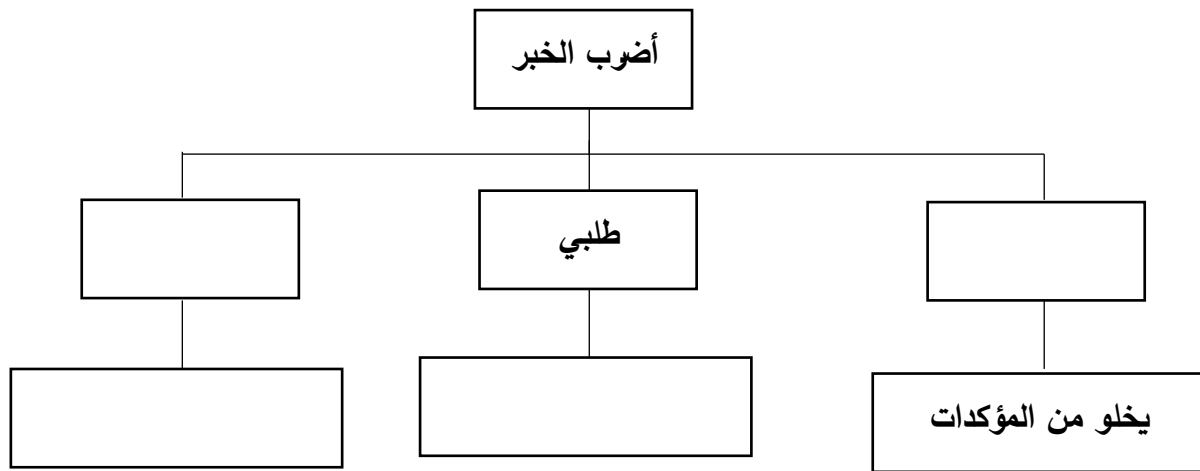 أضرب الخبر
طلبي
يخلو من المؤكدات